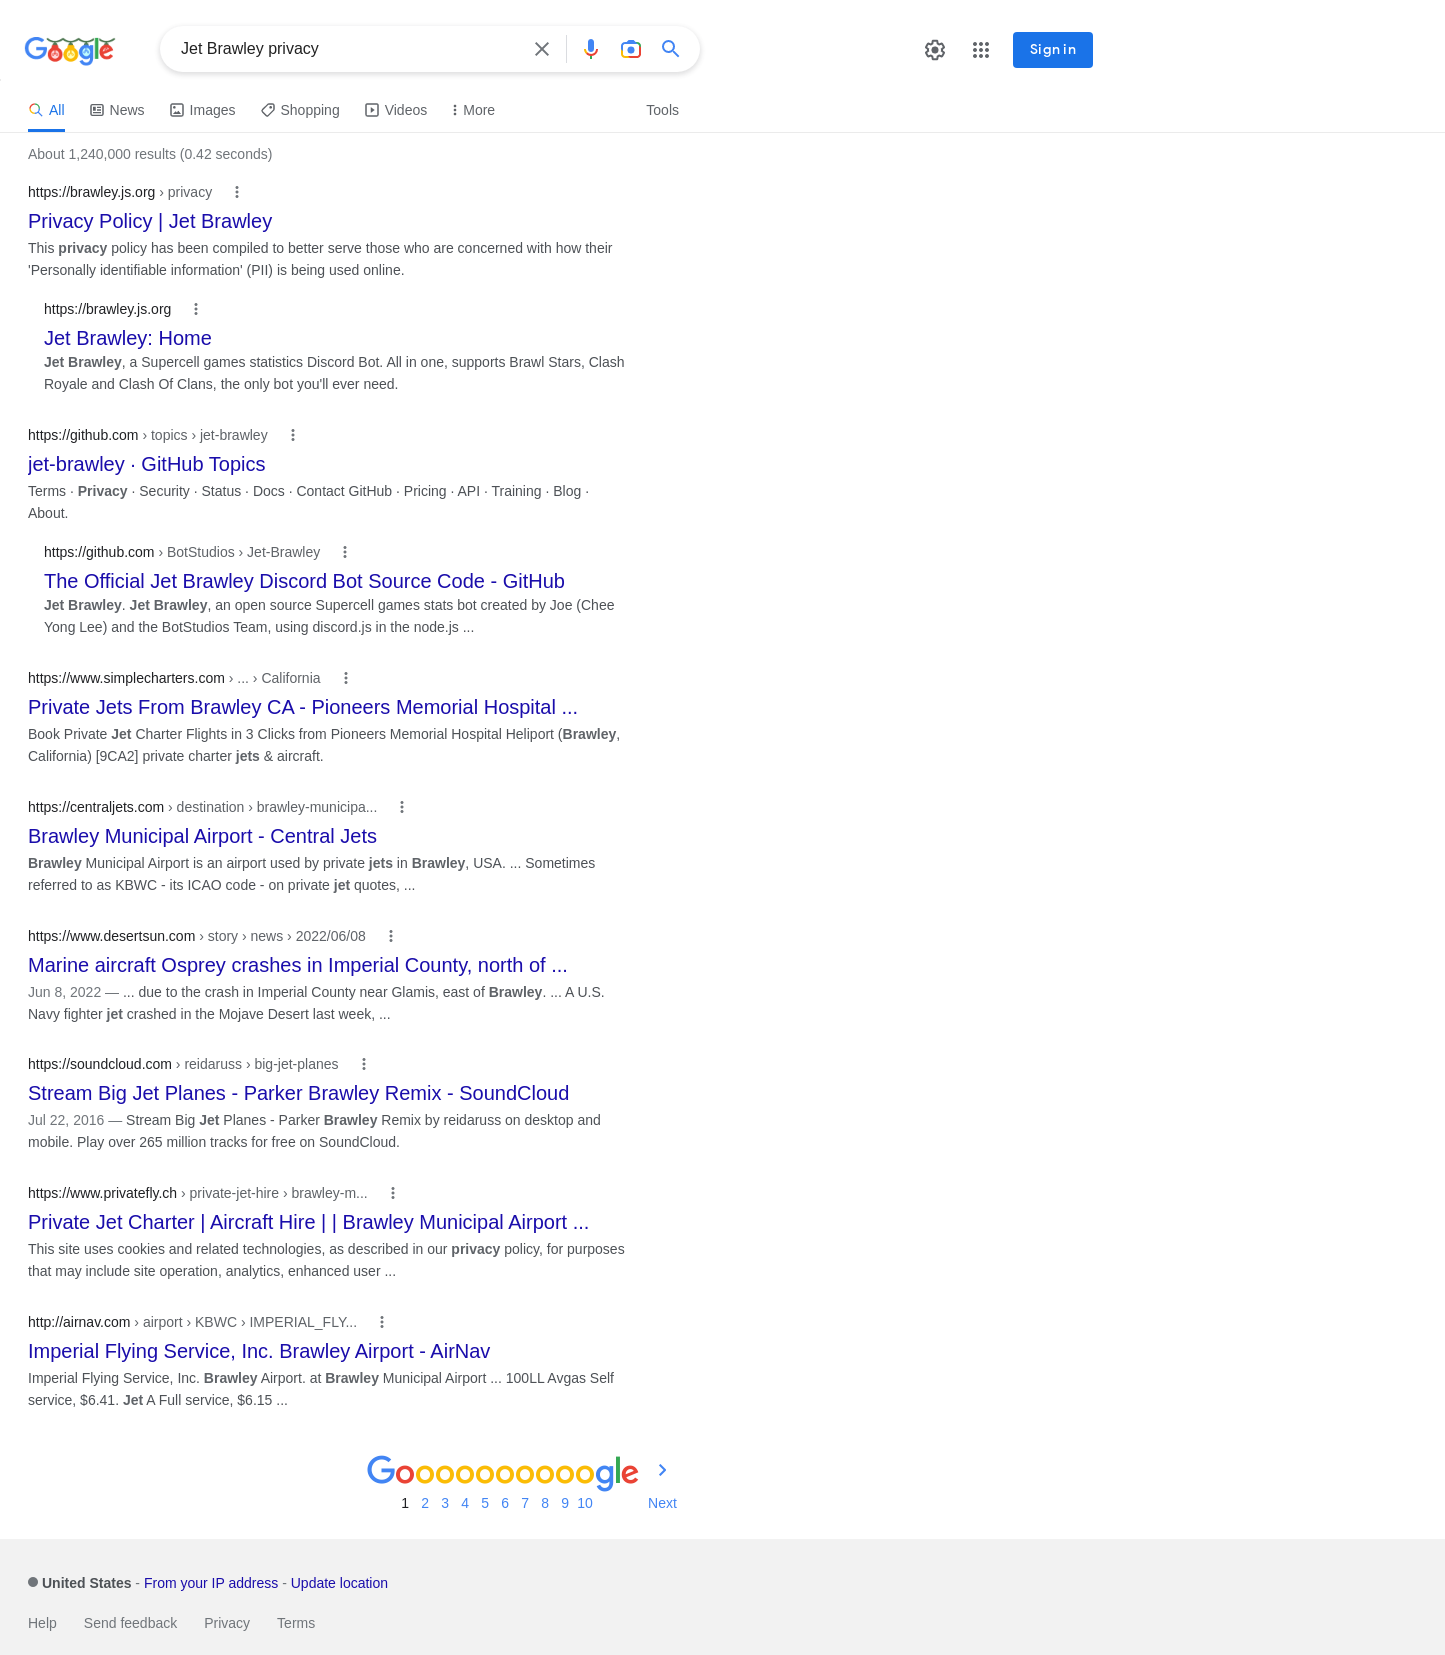 Google
Jet Brawley privacy
Sign in
All News Images Shopping Videos More Tools
About 1,240,000 results (0.42 seconds)
https://brawley.js.org › privacy
Privacy Policy | Jet Brawley
This privacy policy has been compiled to better serve those who are concerned with how their
'Personally identifiable information' (PII) is being used online.
https://brawley.js.org
Jet Brawley: Home
Jet Brawley, a Supercell games statistics Discord Bot. All in one, supports Brawl Stars, Clash
Royale and Clash Of Clans, the only bot you'll ever need.
https://github.com › topics › jet-brawley
jet-brawley · GitHub Topics
Terms · Privacy · Security · Status · Docs · Contact GitHub · Pricing · API · Training · Blog ·
About.
https://github.com › BotStudios › Jet-Brawley
The Official Jet Brawley Discord Bot Source Code - GitHub
Jet Brawley. Jet Brawley, an open source Supercell games stats bot created by Joe (Chee
Yong Lee) and the BotStudios Team, using discord.js in the node.js ...
https://www.simplecharters.com › ... › California
Private Jets From Brawley CA - Pioneers Memorial Hospital ...
Book Private Jet Charter Flights in 3 Clicks from Pioneers Memorial Hospital Heliport (Brawley,
California) [9CA2] private charter jets & aircraft.
https://centraljets.com › destination › brawley-municipa...
Brawley Municipal Airport - Central Jets
Brawley Municipal Airport is an airport used by private jets in Brawley, USA. ... Sometimes
referred to as KBWC - its ICAO code - on private jet quotes, ...
https://www.desertsun.com › story › news › 2022/06/08
Marine aircraft Osprey crashes in Imperial County, north of ...
Jun 8, 2022 — ... due to the crash in Imperial County near Glamis, east of Brawley. ... A U.S.
Navy fighter jet crashed in the Mojave Desert last week, ...
https://soundcloud.com › reidaruss › big-jet-planes
Stream Big Jet Planes - Parker Brawley Remix - SoundCloud
Jul 22, 2016 — Stream Big Jet Planes - Parker Brawley Remix by reidaruss on desktop and
mobile. Play over 265 million tracks for free on SoundCloud.
https://www.privatefly.ch › private-jet-hire › brawley-m...
Private Jet Charter | Aircraft Hire | | Brawley Municipal Airport ...
This site uses cookies and related technologies, as described in our privacy policy, for purposes
that may include site operation, analytics, enhanced user ...
http://airnav.com › airport › KBWC › IMPERIAL_FLY...
Imperial Flying Service, Inc. Brawley Airport - AirNav
Imperial Flying Service, Inc. Brawley Airport. at Brawley Municipal Airport ... 100LL Avgas Self
service, $6.41. Jet A Full service, $6.15 ...
Goooooooooogle
1 2 3 4 5 6 7 8 9 10 Next
United States - From your IP address - Update location
Help Send feedback Privacy Terms